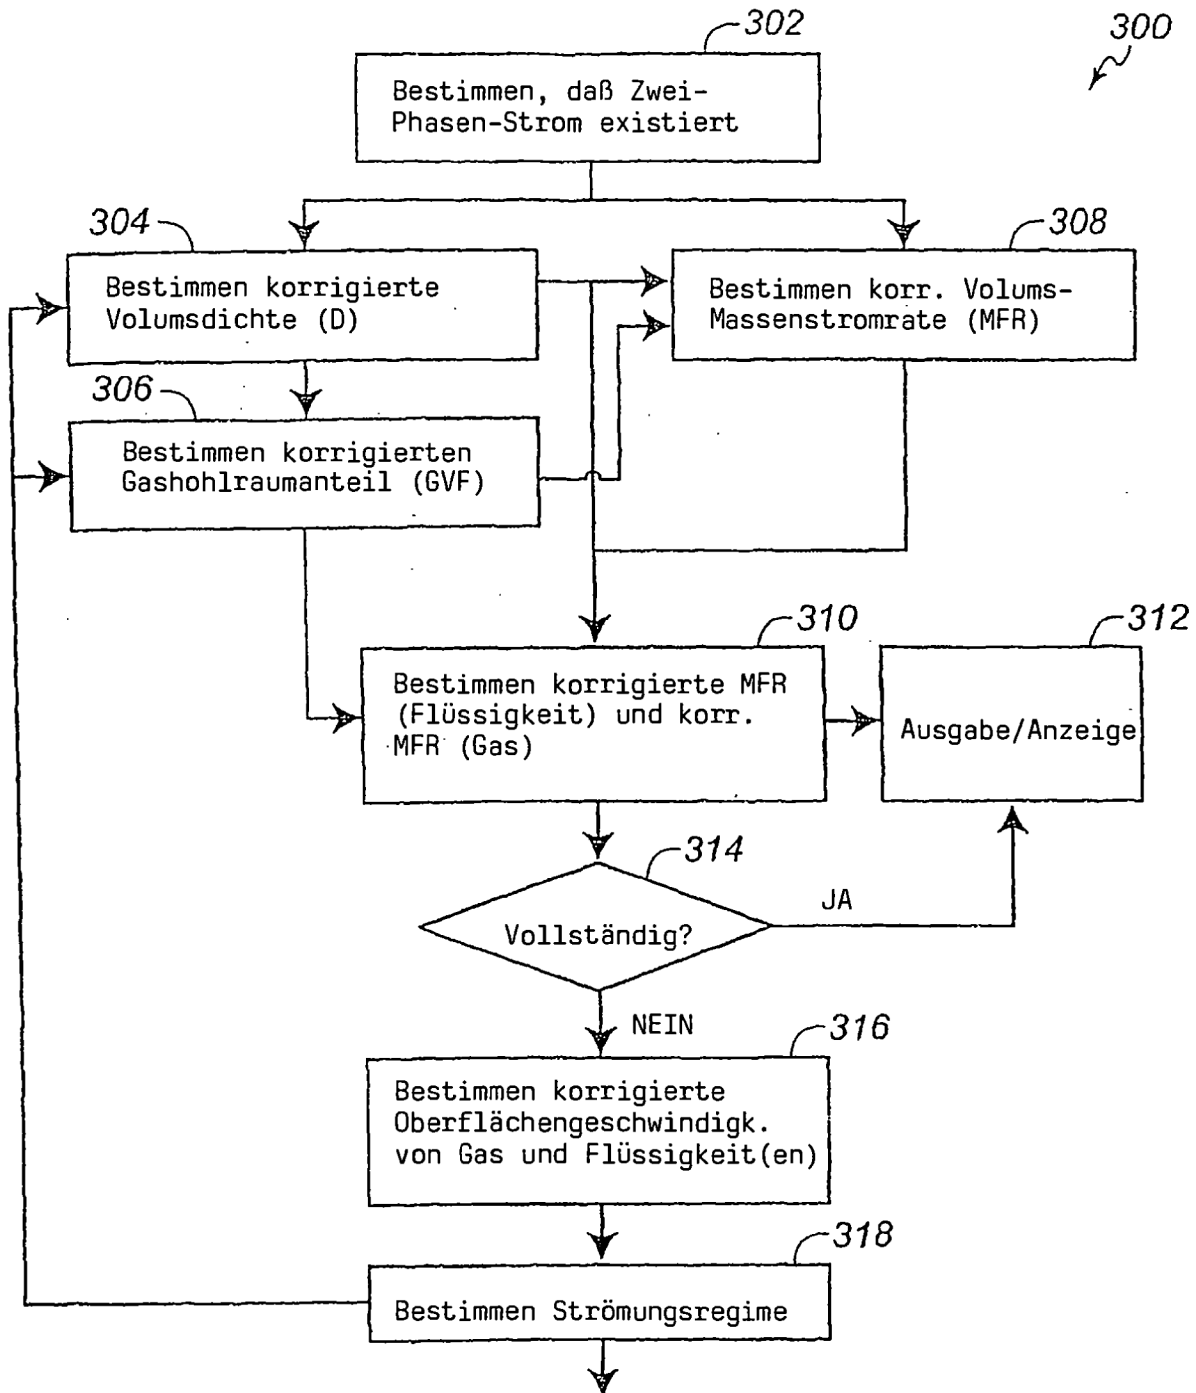 302
300
Bestimmen, daß Zwei-
Phasen-Strom existiert
304
308
Bestimmen korrigierte
Volumsdichte (D)
Bestimmen korr. Volums-
Massenstromrate (MFR)
306
Bestimmen korrigierten
Gashohlraumanteil (GVF)
310
312
Bestimmen korrigierte MFR
(Flüssigkeit) und korr.
MFR (Gas)
Ausgabe/Anzeige
314
JA
Vollständig?
NEIN
316
Bestimmen korrigierte
Oberflächengeschwindigk.
von Gas und Flüssigkeit(en)
318
Bestimmen Strömungsregime